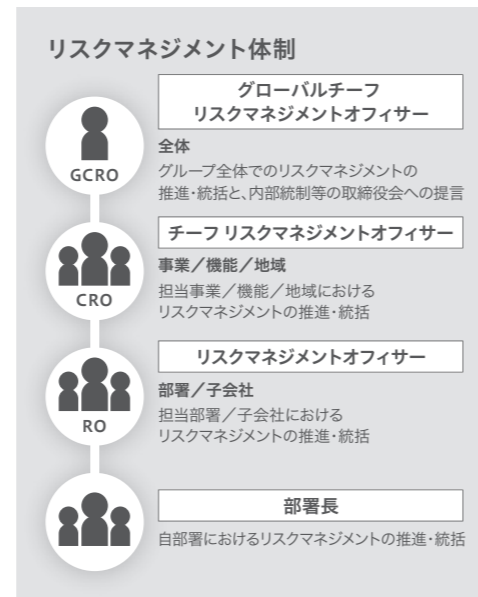 リスクマネジメント体制
グローバルチーフ
リスクマネジメントオフィサー
GCRO
全体
グループ全体でのリスクマネジメントの
推進・統括と、内部統制等の取締役会への提言
チーフ リスクマネジメントオフィサー
CRO
事業／機能／地域
担当事業／機能／地域における
リスクマネジメントの推進・統括
リスクマネジメントオフィサー
RO
部署／子会社
担当部署／子会社における
リスクマネジメントの推進・統括
部署長
自部署におけるリスクマネジメントの推進・統括